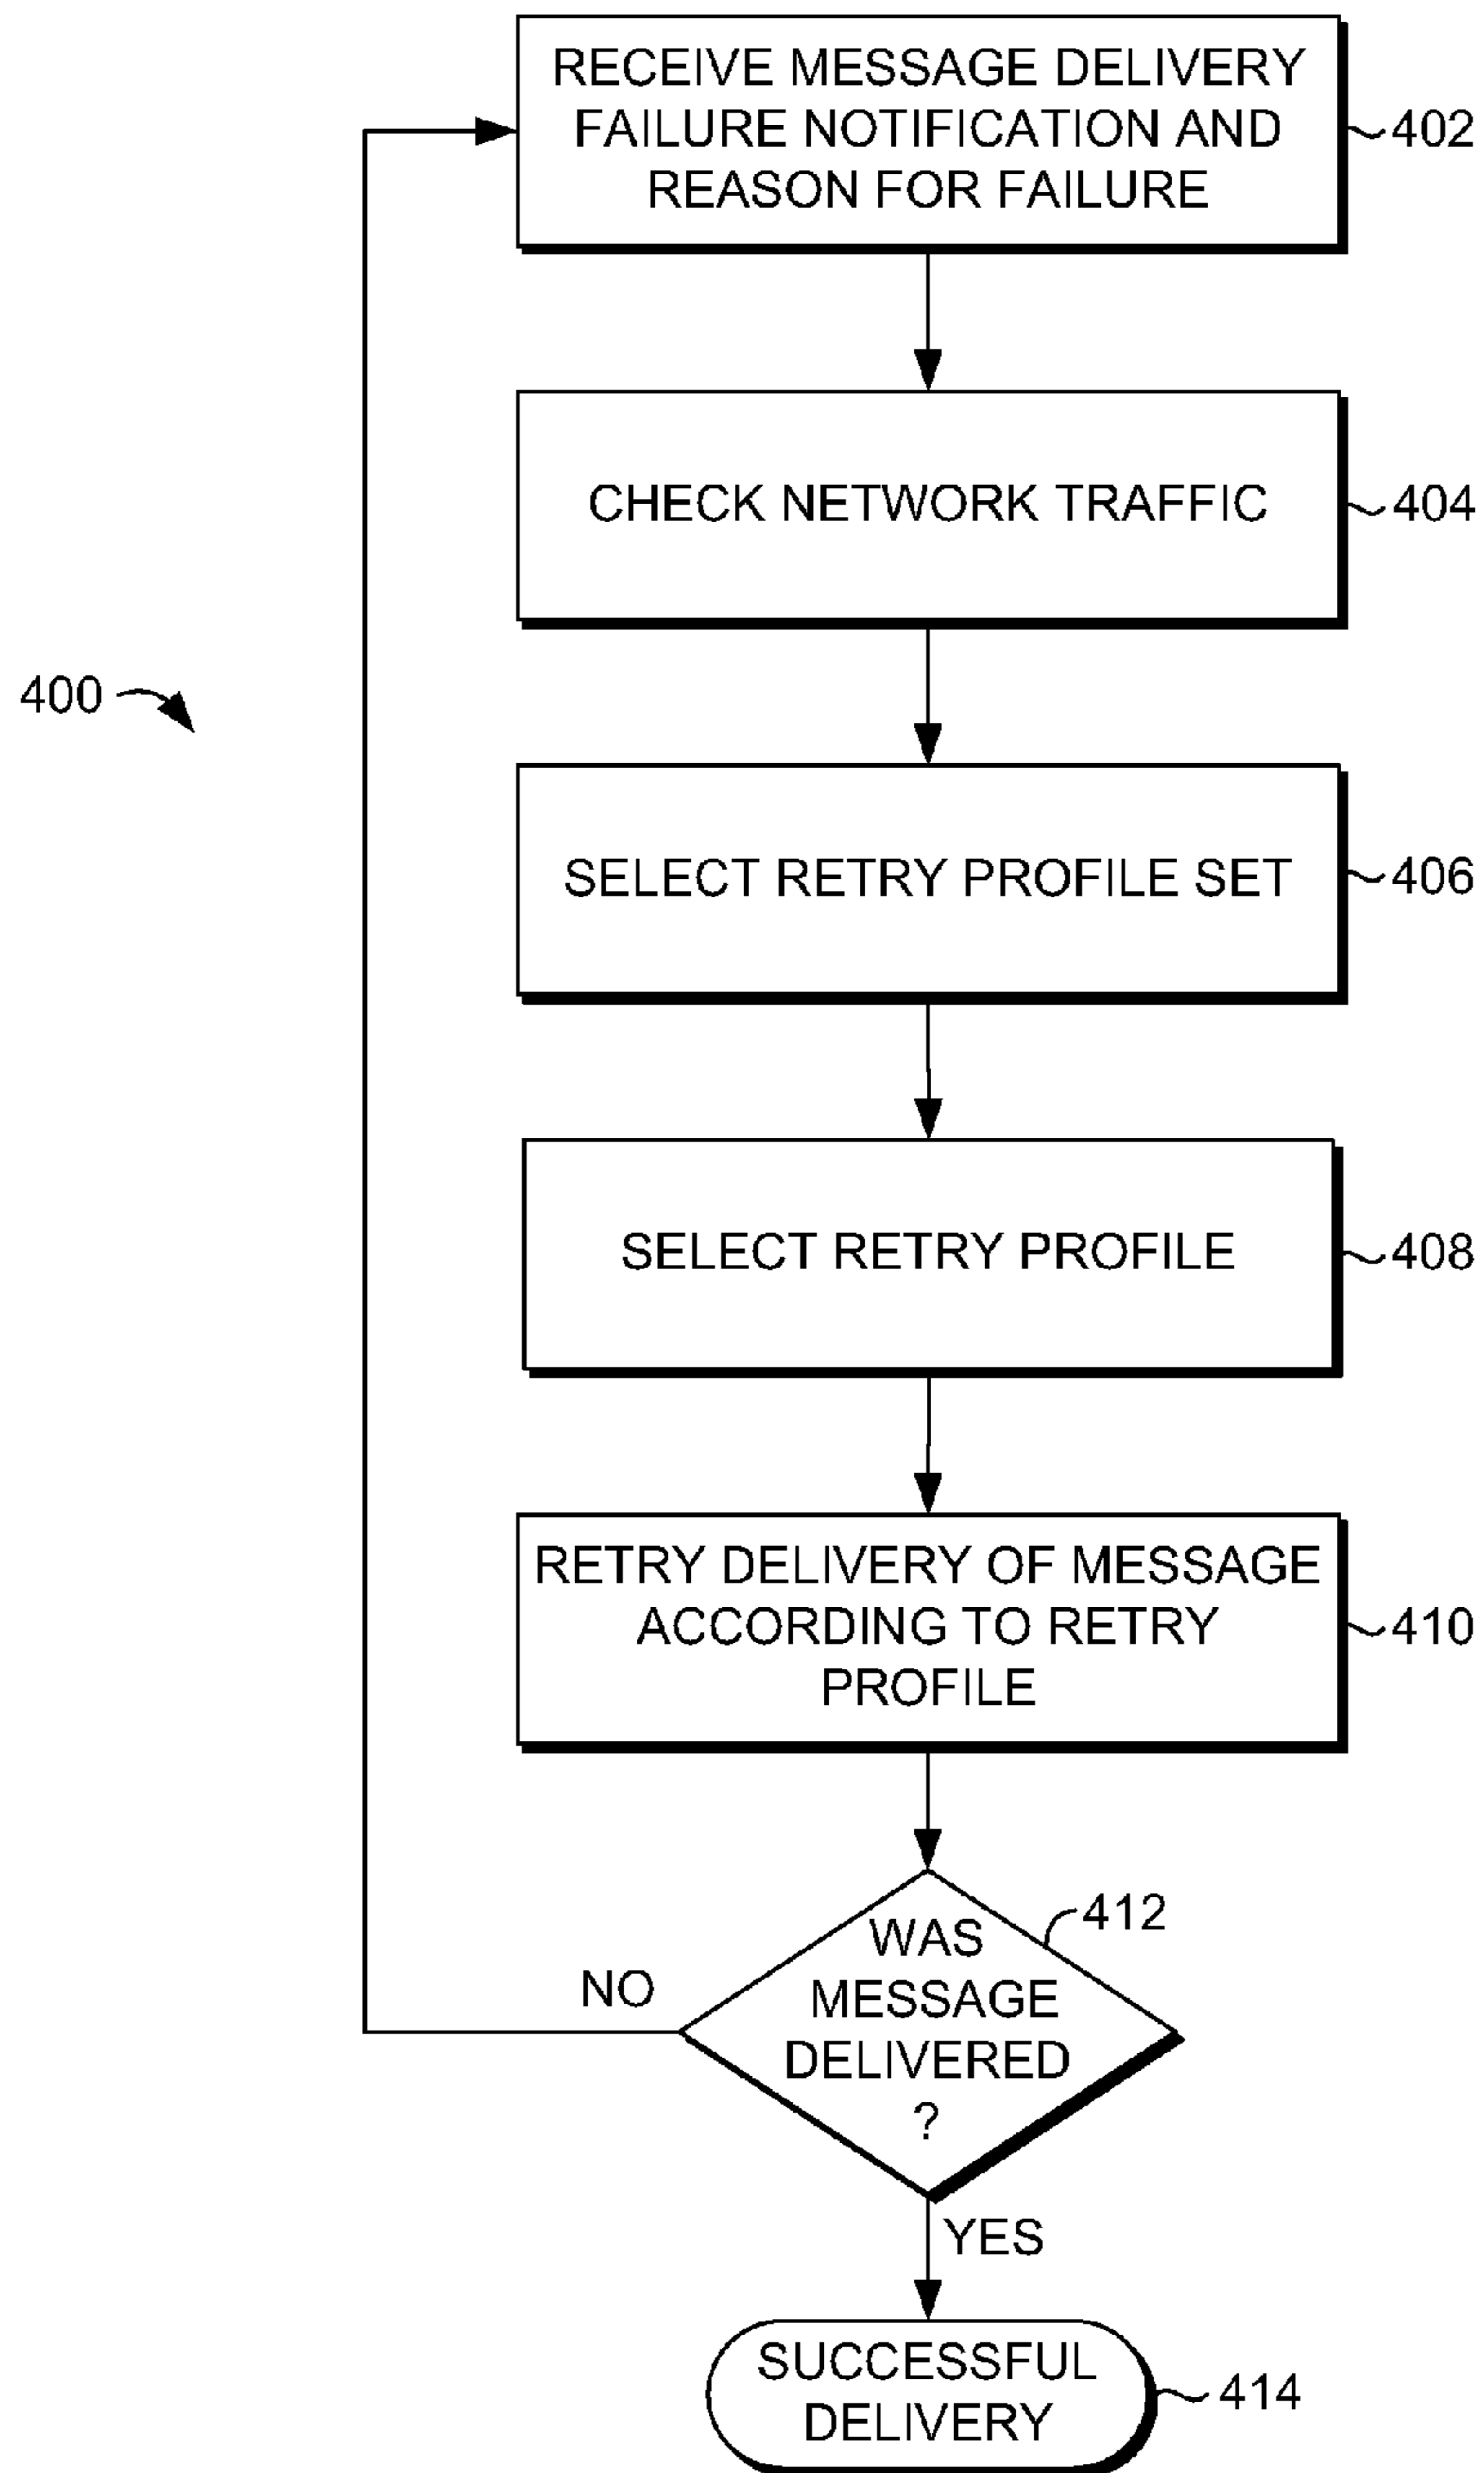 RECEIVE MESSAGE DELIVERY
FAILURE NOTIFICATION AND
REASON FOR FAILURE
402
CHECK NETWORK TRAFFIC
404
400
SELECT RETRY PROFILE SET
406
SELECT RETRY PROFILE
408
RETRY DELIVERY OF MESSAGE
ACCORDING TO RETRY
PROFILE
410
412
WAS
MESSAGE
DELIVERED
?
NO
YES
SUCCESSFUL
DELIVERY
414